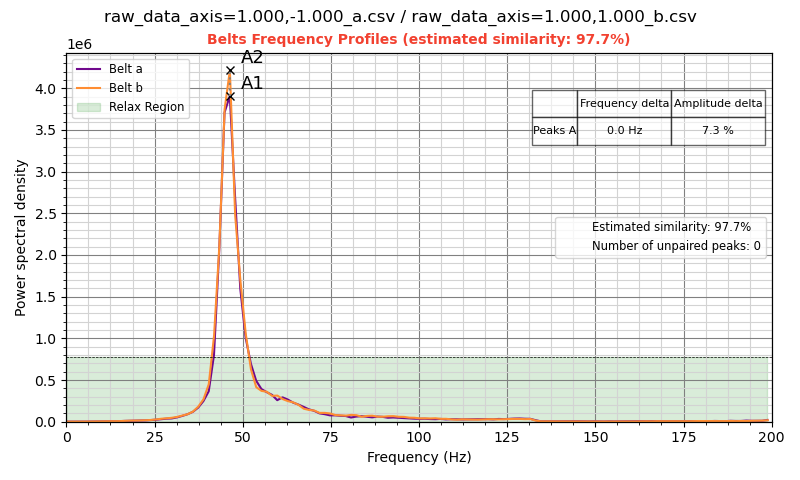 raw_data_axis=1.000,-1.000_a.csv / raw_data_axis=1.000,1.000_b.csv
Belts Frequency Profiles (estimated similarity: 97.7%)
1e6
Belt a
Belt b
Relax Region
A2
A1
Frequency delta Amplitude delta
Peaks A 0.0 Hz 7.3 %
Estimated similarity: 97.7%
Number of unpaired peaks: 0
Power spectral density
4.0
3.5
3.0
2.5
2.0
1.5
1.0
0.5
0.0
0 25 50 75 100 125 150 175 200
Frequency (Hz)